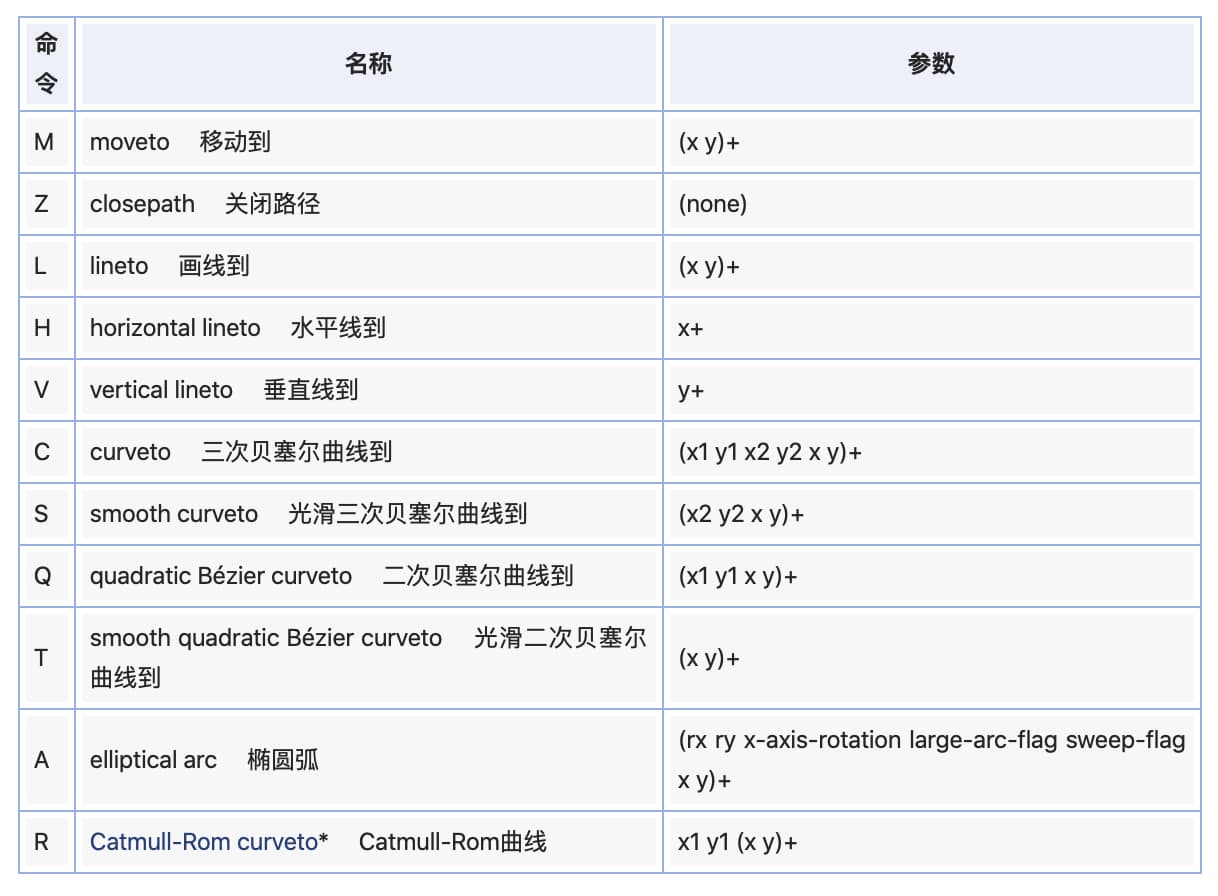 命
令
名称
参数
M
moveto 移动到
(x y)+
Z
closepath 关闭路径
(none)
L
lineto 画线到
(x y)+
H
horizontal lineto 水平线到
x+
V
vertical lineto 垂直线到
y+
C
curveto 三次贝塞尔曲线到
(x1 y1 x2 y2 x y)+
S
smooth curveto 光滑三次贝塞尔曲线到
(x2 y2 x y)+
Q
quadratic Bézier curveto 二次贝塞尔曲线到
(x1 y1 x y)+
T
smooth quadratic Bézier curveto 光滑二次贝塞尔
曲线到
(x y)+
A
elliptical arc 椭圆弧
(rx ry x-axis-rotation large-arc-flag sweep-flag
x y)+
R
Catmull-Rom curveto* Catmull-Rom曲线
x1 y1 (x y)+